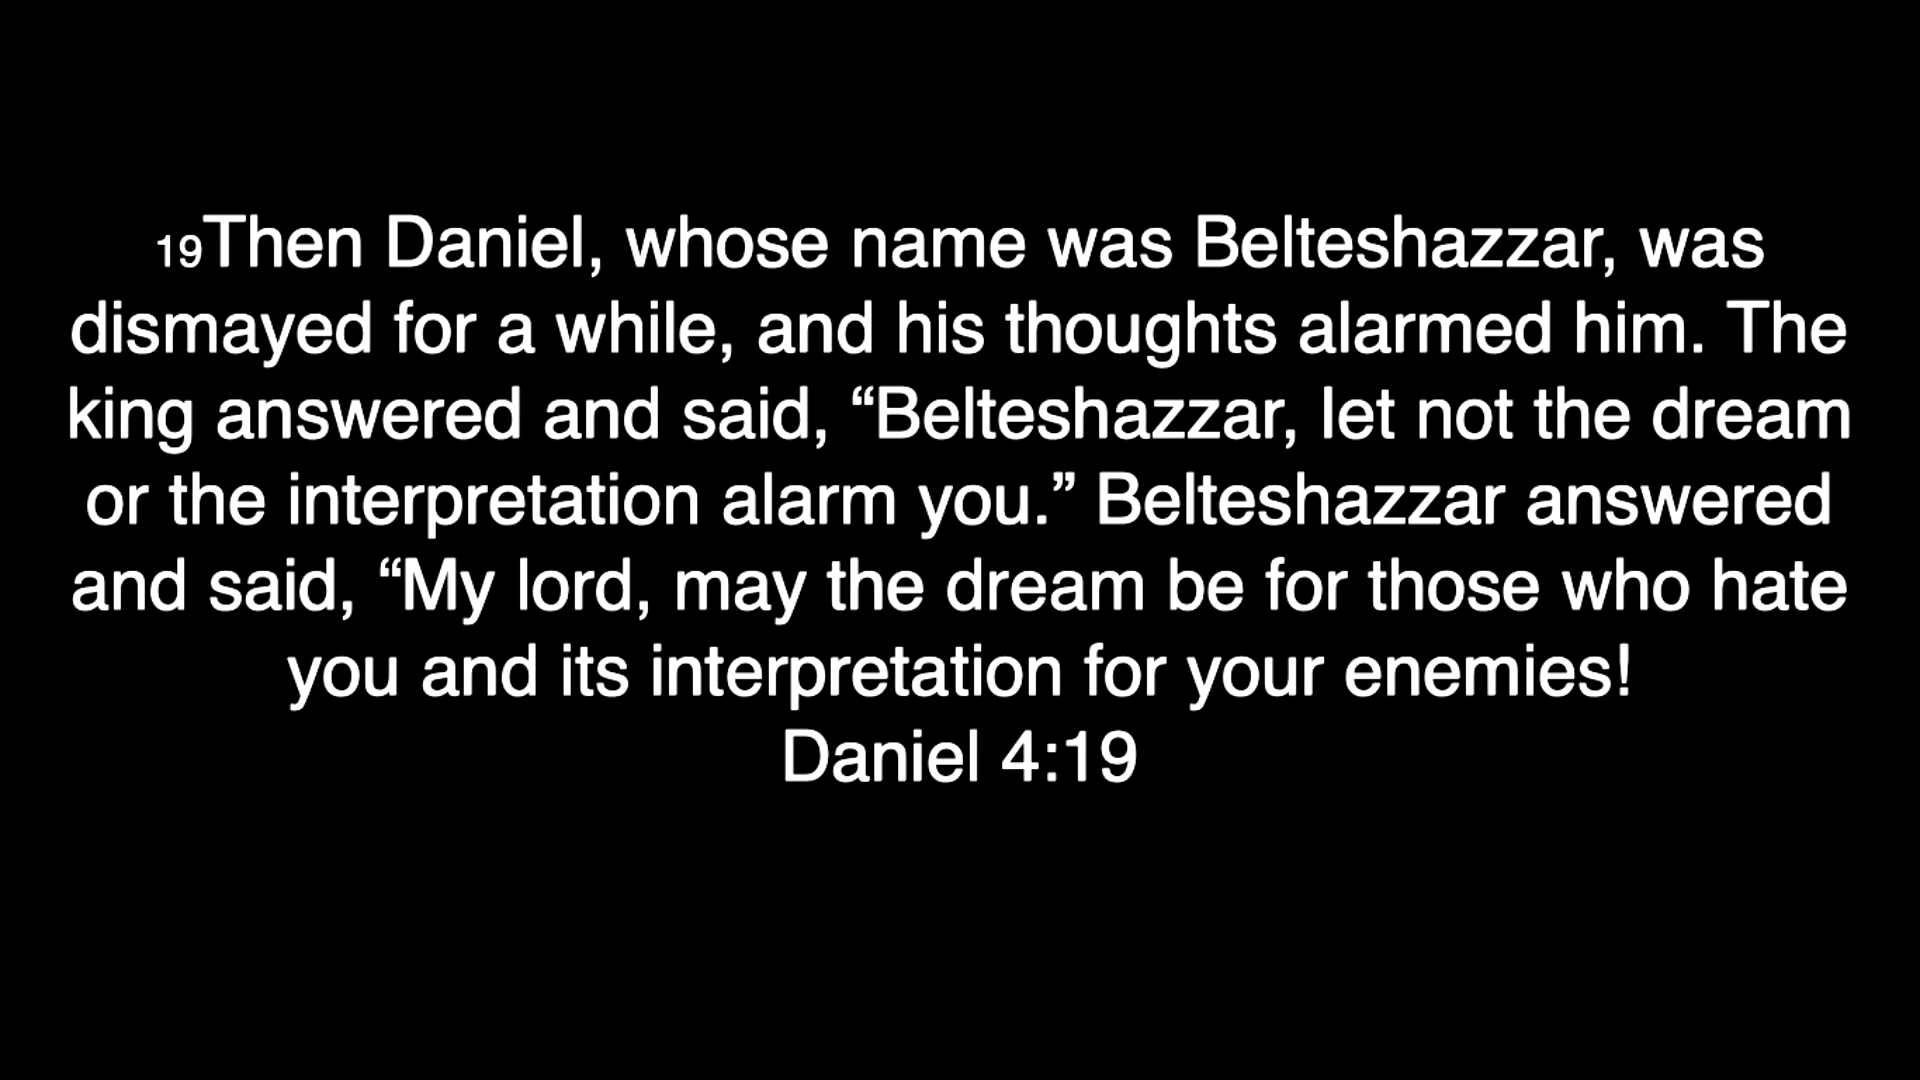 19Then Daniel, whose name was Belteshazzar, was
dismayed for a while, and his thoughts alarmed him. The
king answered and said, “Belteshazzar, let not the dream
or the interpretation alarm you.” Belteshazzar answered
and said, “My lord, may the dream be for those who hate
you and its interpretation for your enemies!
Daniel 4:19